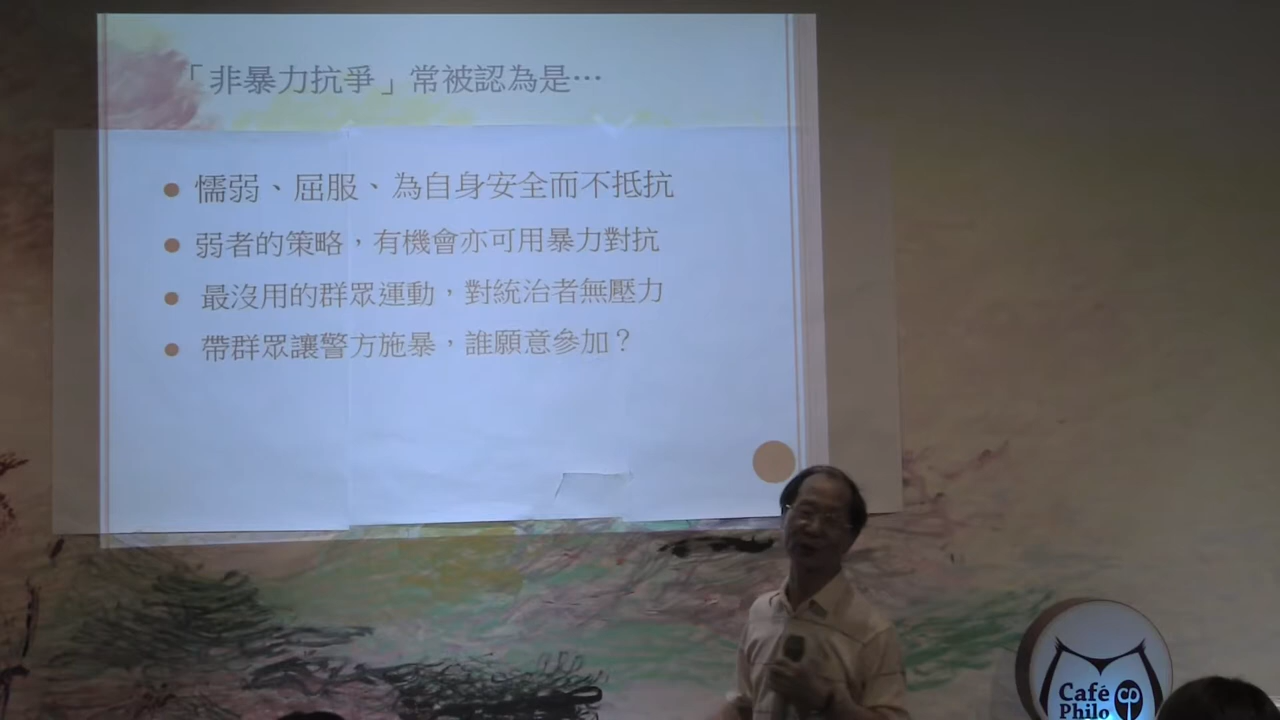 「非暴力抗爭」常被認為是…
懦弱、屈服、為自身安全而不抵抗
弱者的策略，有機會亦可用暴力對抗
最沒用的群眾運動，對統治者無壓力
帶群眾讓警方施暴，誰願意參加？
Café
Philo
cp